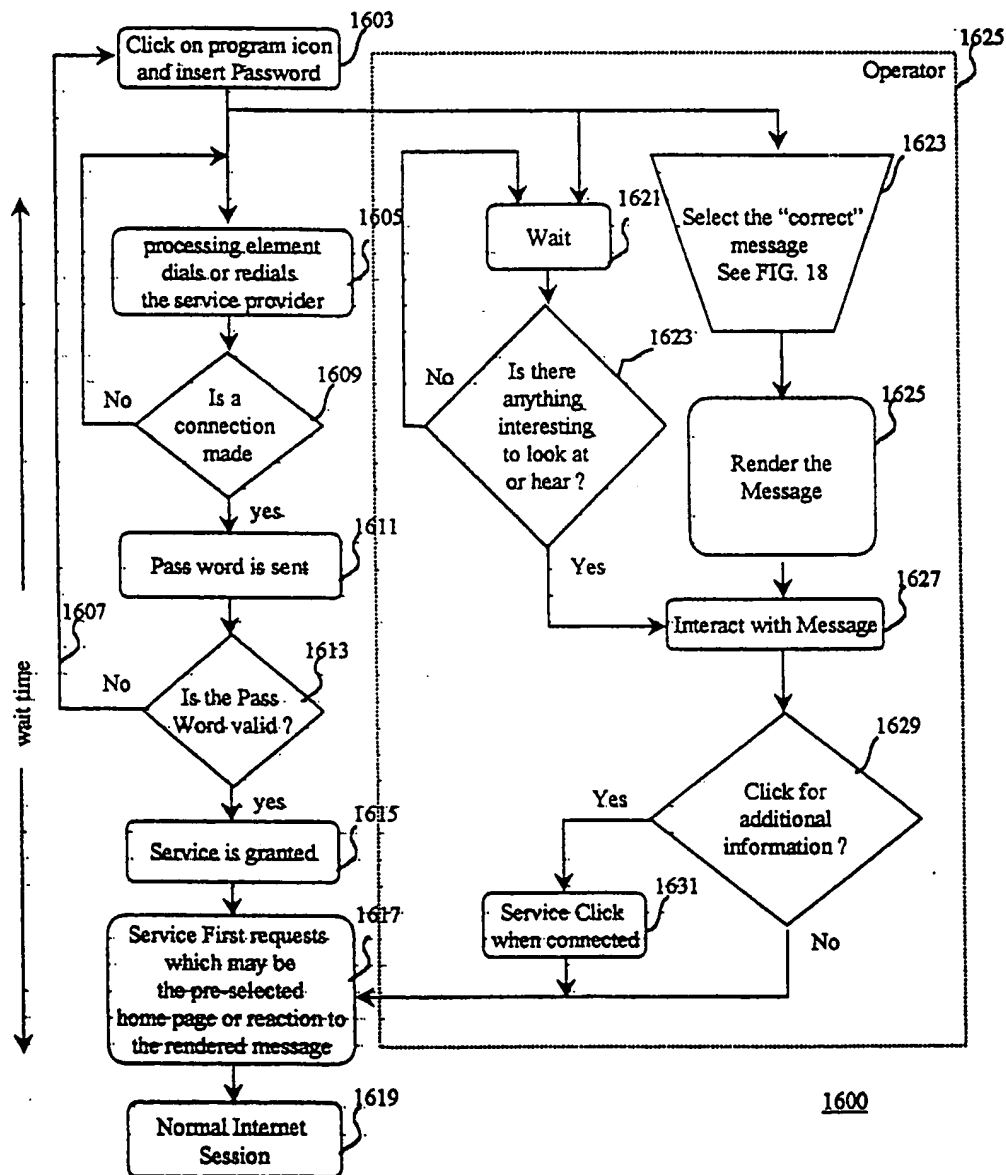 1603
Click on program icon
and insert Password
1625
Operator
1623
Select the "correct"
message
See FIG. 18
1621
Wait
1605
processing element
dials or redials
the service provider
1623
Is there
anything
interesting
to look at
or hear ?
No
1609
Is a
connection
made
No
1625
Render the
Message
yes
1611
Pass word is sent
Yes
1627
Interact with Message
1607
1613
Is the Pass
Word valid ?
No
wait time
1629
Click for
additional
information ?
Yes
yes
1615
Service is granted
1631
Service Click
when connected
No
1617
Service First requests
which may be
the pre-selected
home page or reaction to
the rendered message
1619
Normal Internet
Session
1600